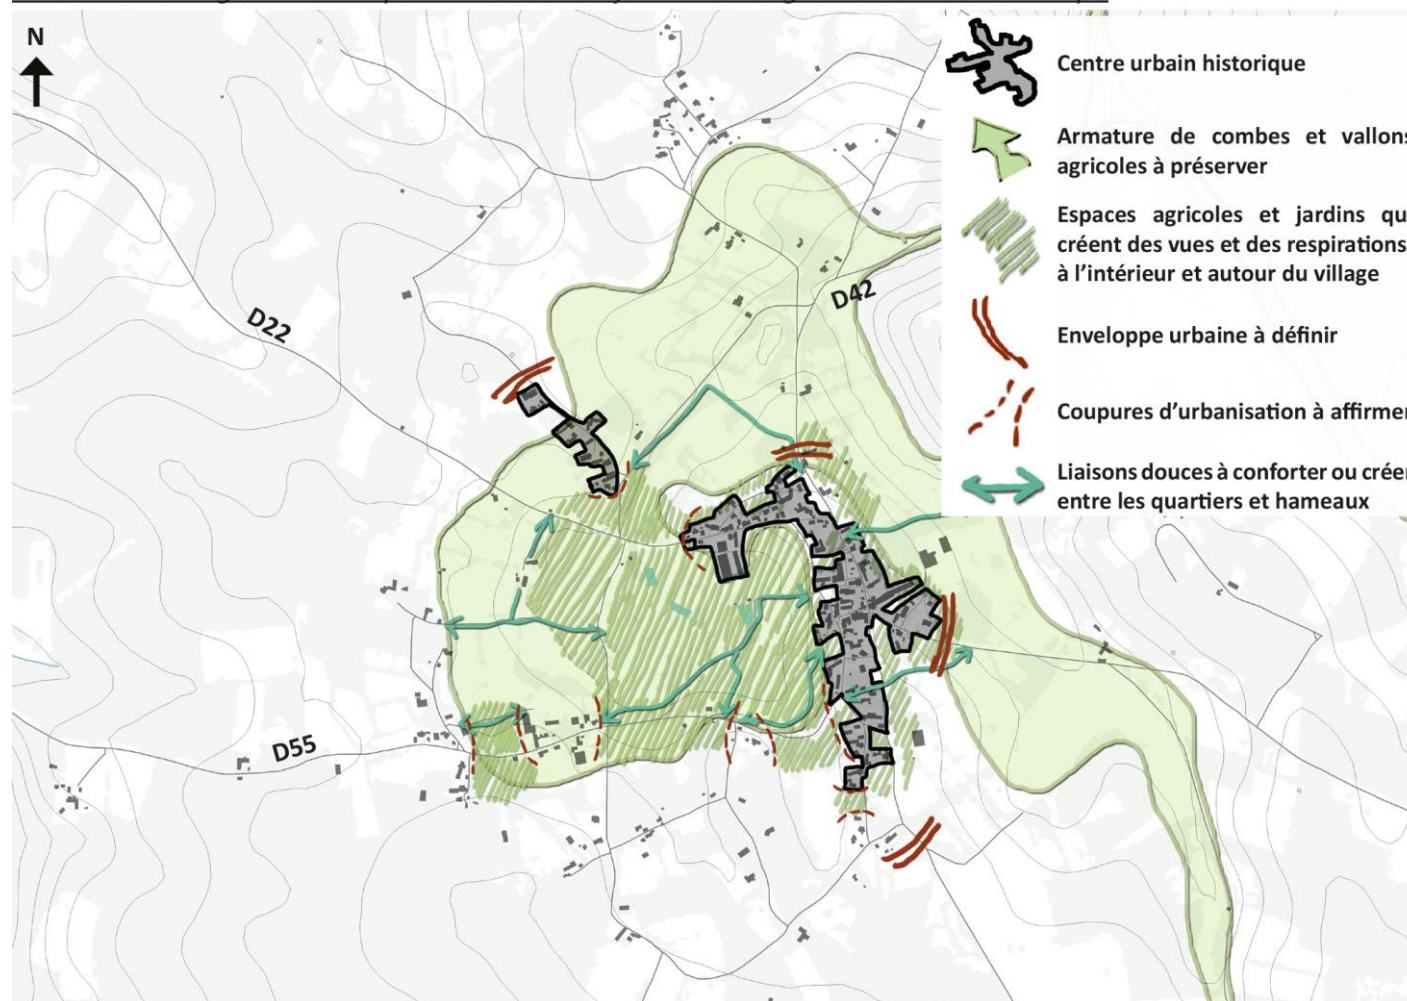 N
Centre urbain historique
Armature de combes et vallons
agricoles à préserver
Espaces agricoles et jardins qu
créent des vues et des respirations
à l'intérieur et autour du village
D42
D22
Enveloppe urbaine à définir
Coupures d'urbanisation à affirmer
Liaisons douces à conforter ou créer
entre les quartiers et hameaux
D55